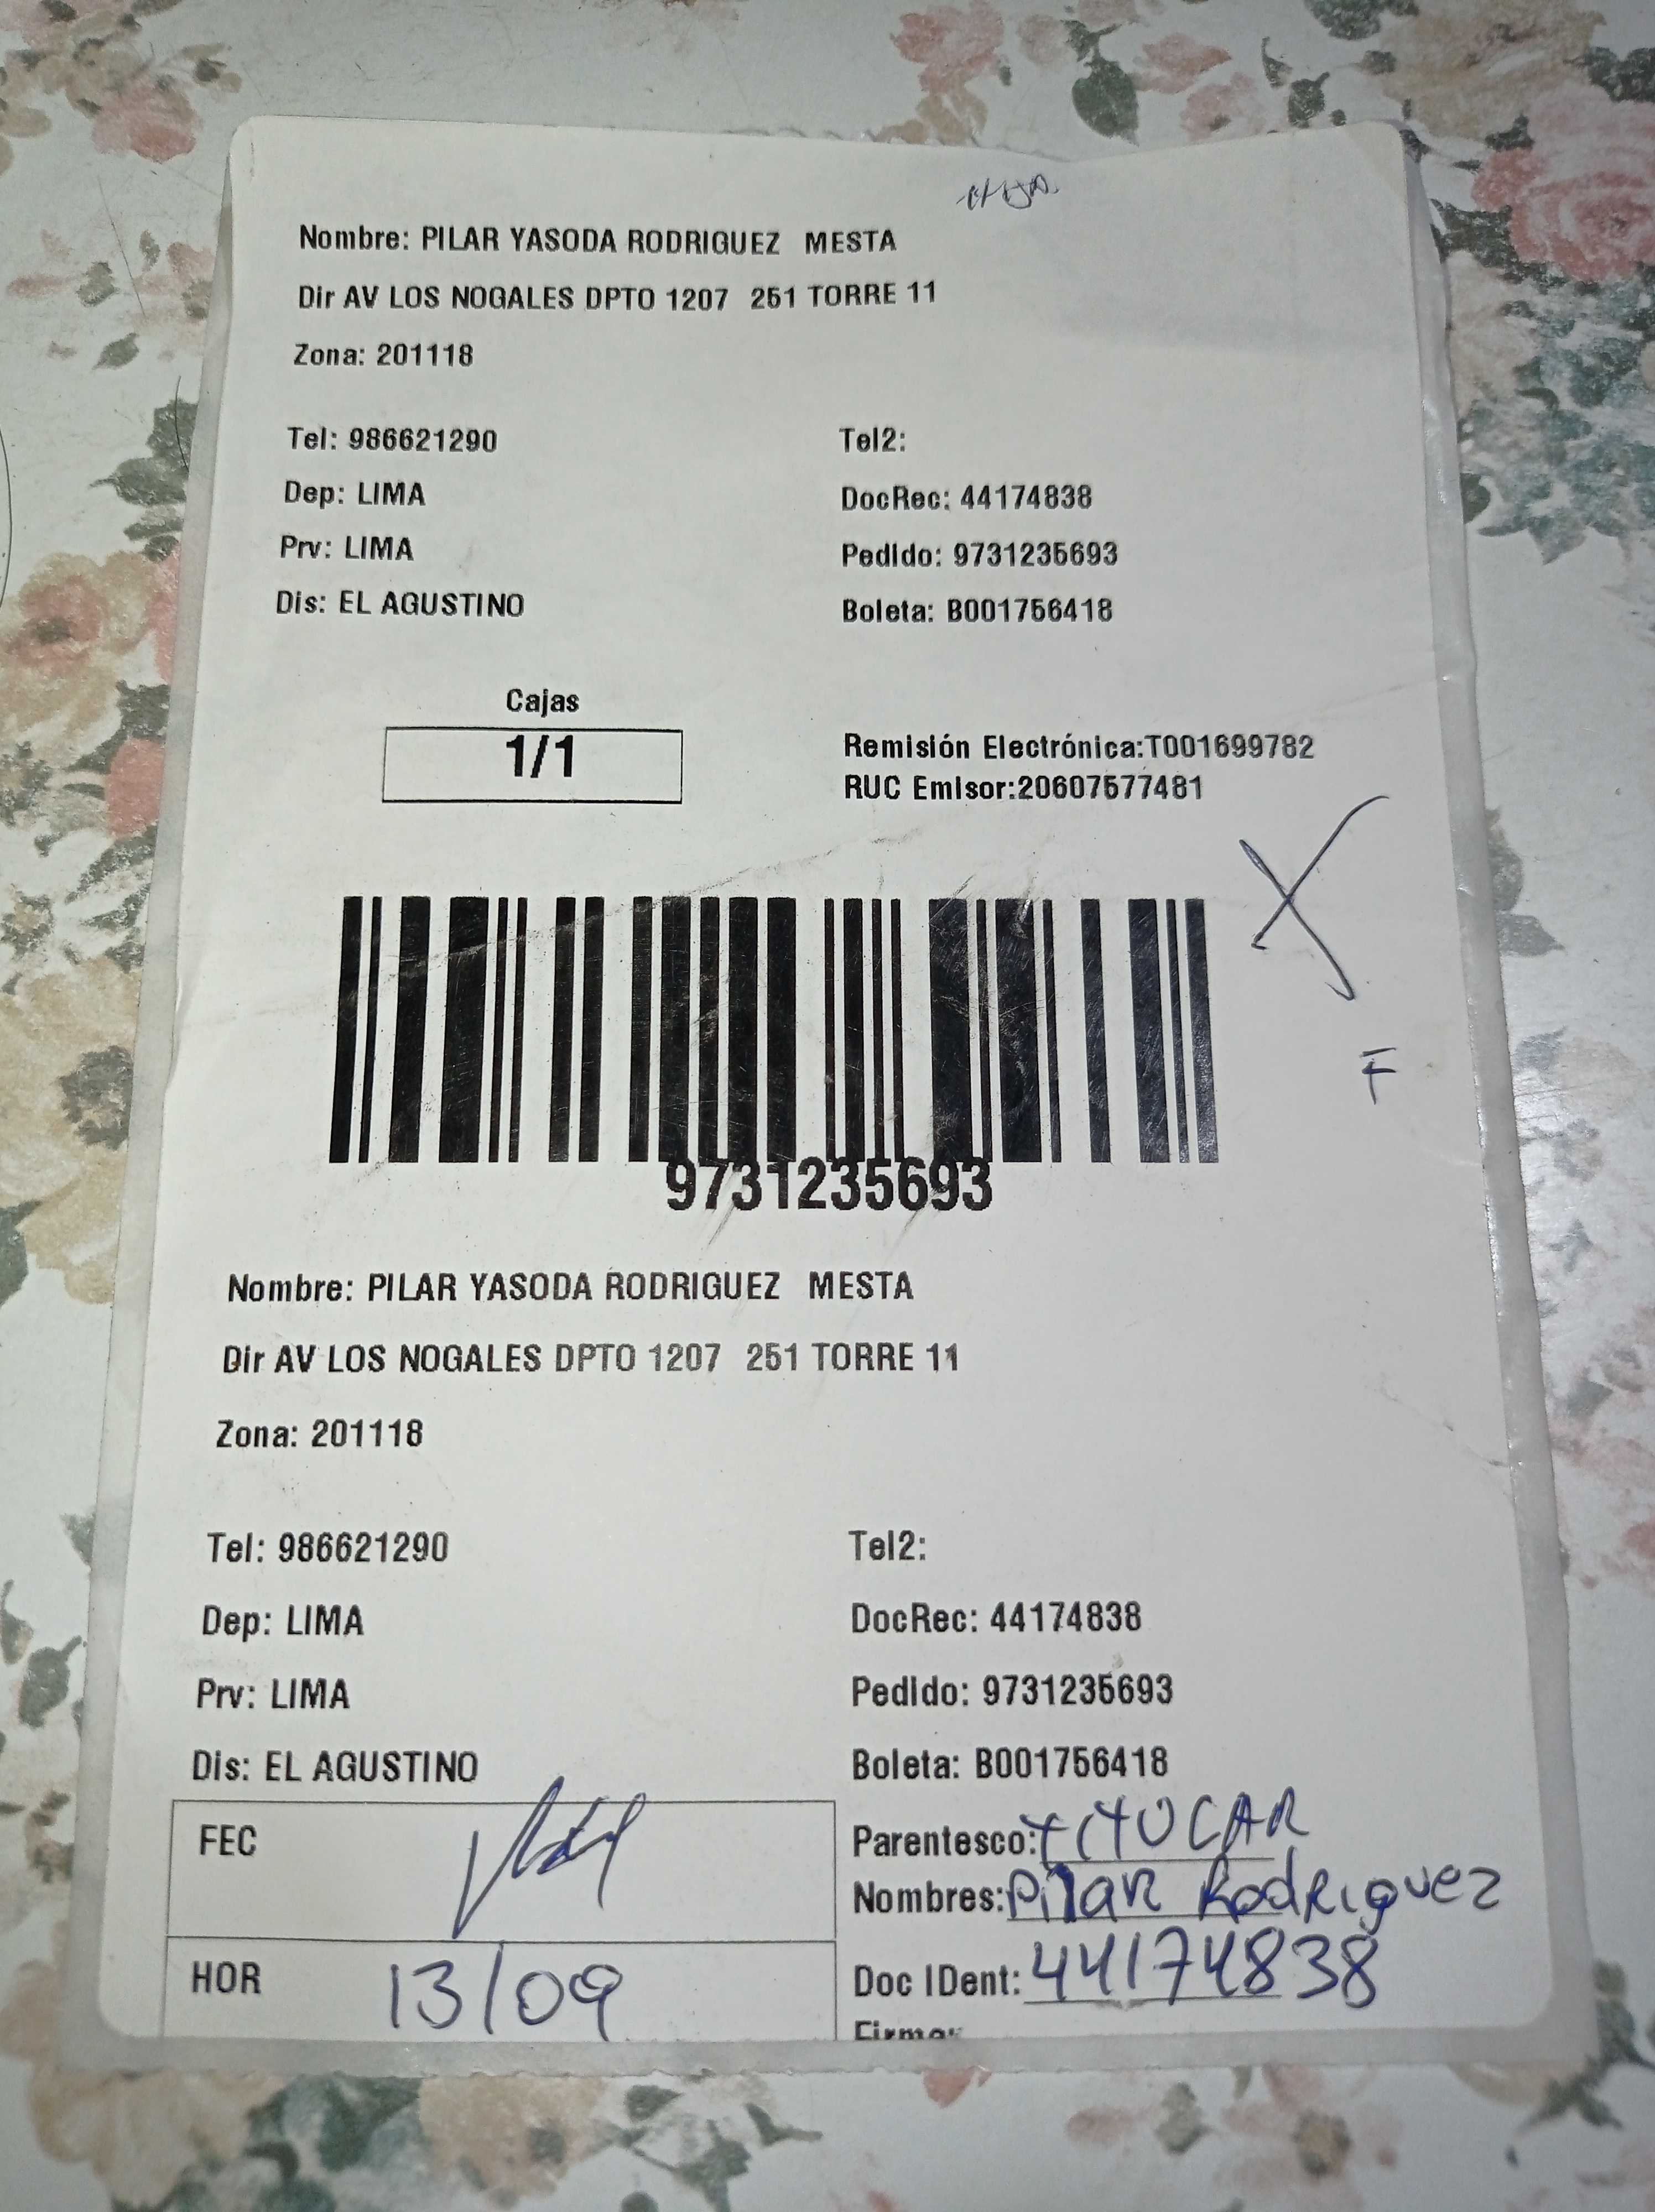 Nombre: PILAR YASODA RODRIGUEZ MESTA
Dir AV LOS NOGALES DPTO 1207 251 TORRE 11
Zona: 201118
Tel: 986621290 Tel2:
Dep: LIMA DocRec: 44174838
Prv: LIMA Pedido: 9731235693
Dis: EL AGUSTINO Boleta: B001756418
Cajas
1/1
Remisión Electrónica:T001699782
RUC Emisor:20607577481
X
F
9731235693
Nombre: PILAR YASODA RODRIGUEZ MESTA
Dir AV LOS NOGALES DPTO 1207 251 TORRE 11
Zona: 201118
Tel: 986621290 Tel2:
Dep: LIMA DocRec: 44174838
Prv: LIMA Pedido: 9731235693
Dis: EL AGUSTINO Boleta: B001756418
FEC
Parentesco: TITUCAR
Nombres: Pilar Rodriguez
HOR 13/09
Doc IDent: 44174838
Firma: